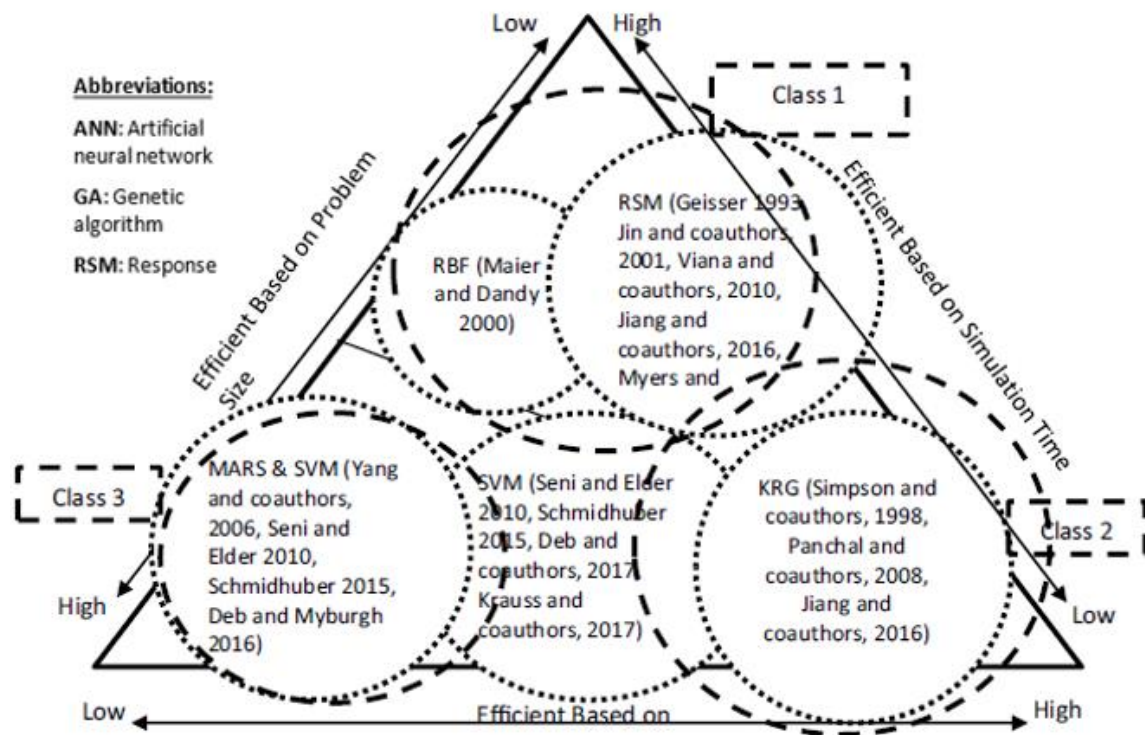 Low
High
Abbreviations:
ANN: Artificial
neural network
GA: Genetic
algorithm
RSM: Response
Class 1
Efficient Based on Problem
Size
Efficient Based on Simulation Time
RBF (Maier
and Dandy
2000)
RSM (Geisser 1993
Jin and coauthors,
2001, Viana and
coauthors, 2010,
Jiang and
coauthors, 2016,
Myers and
Class 3
MARS & SVM (Yang
and coauthors,
2006, Seni and
Elder 2010,
Schmidhuber 2015,
Deb and Myburgh
2016)
SVM (Seni and Elder
2010, Schmidhuber
2015, Deb and
coauthors, 2017
Krauss and
coauthors, 2017)
KRG (Simpson and
coauthors, 1998,
Panchal and
coauthors, 2008,
Jiang and
coauthors, 2016)
Class 2
High
Low
Low
Efficient Based on
High